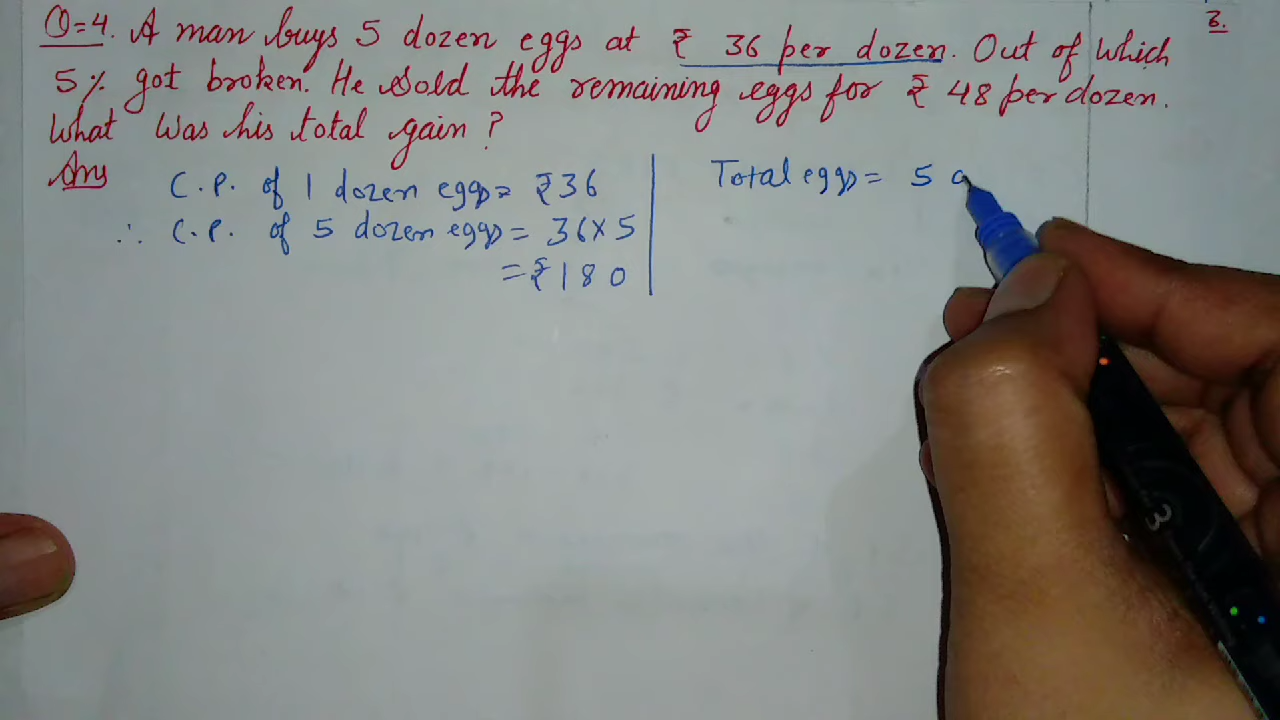 3.
Q=4. A man buys 5 dozen eggs at ₹ 36 per dozen. Out of which
5% got broken. He Sold the remaining eggs for ₹ 48 per dozen.
What Was his total gain?
Ans
C.P. of 1 dozen eggs = ₹36
∴ C.P. of 5 dozen eggs = 36×5
=₹180
Total eggs = 5